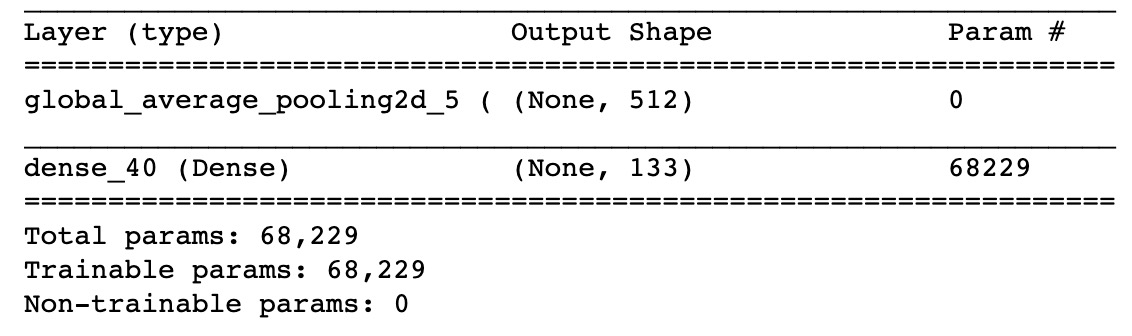 Layer (type) Output Shape Param #
=================================================================
global_average_pooling2d_5 ( (None, 512) 0
_________________________________________________________________
dense_40 (Dense) (None, 133) 68229
=================================================================
Total params: 68,229
Trainable params: 68,229
Non-trainable params: 0